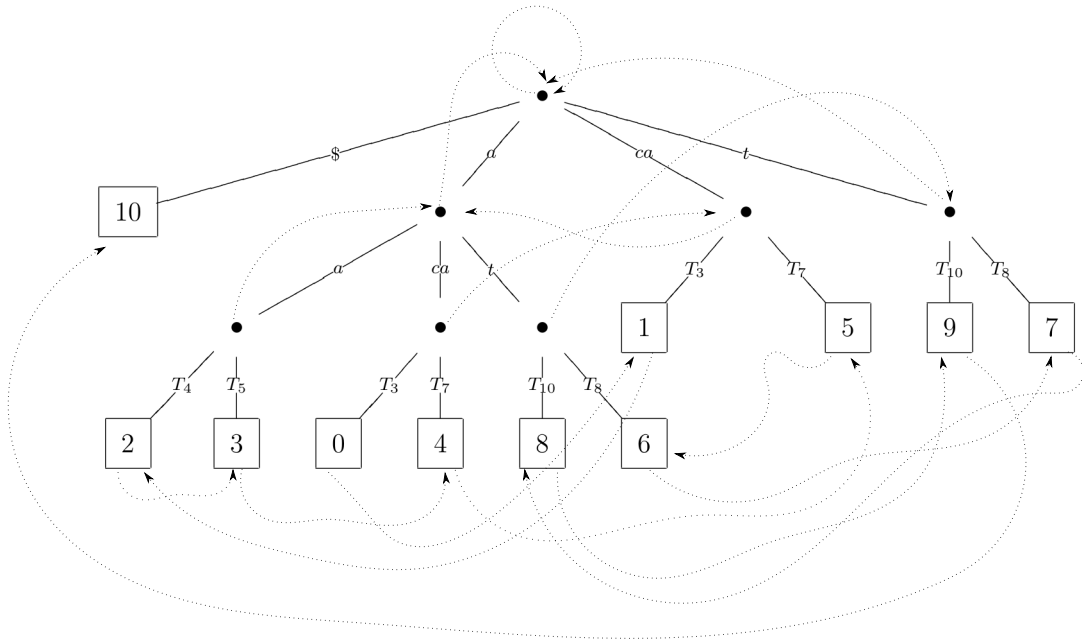 $ a ca t
10
a ca t T₃ T₇ T₁₀ T₈
1 5 9 7
T₄ T₅ T₃ T₇ T₁₀ T₈
2 3 0 4 8 6